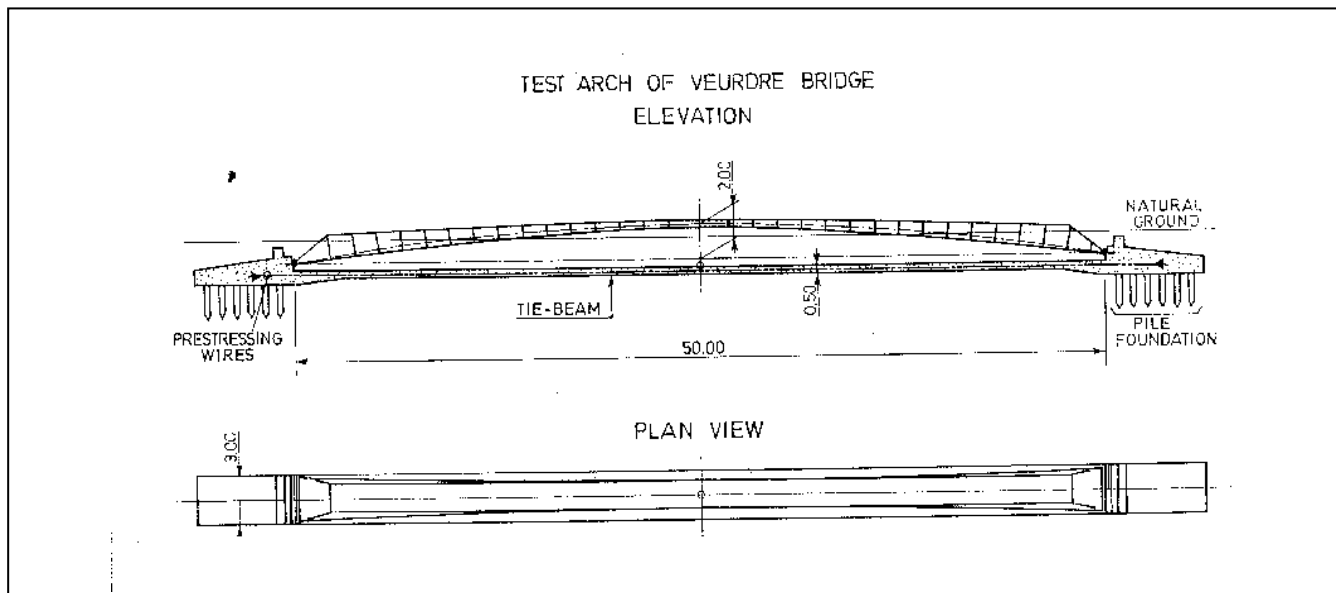 TEST ARCH OF VEURDRE BRIDGE
ELEVATION
2.00
NATURAL
GROUND
TIE-BEAM
0.50
PRESTRESSING
WIRES
PILE
FOUNDATION
50.00
PLAN VIEW
3.00